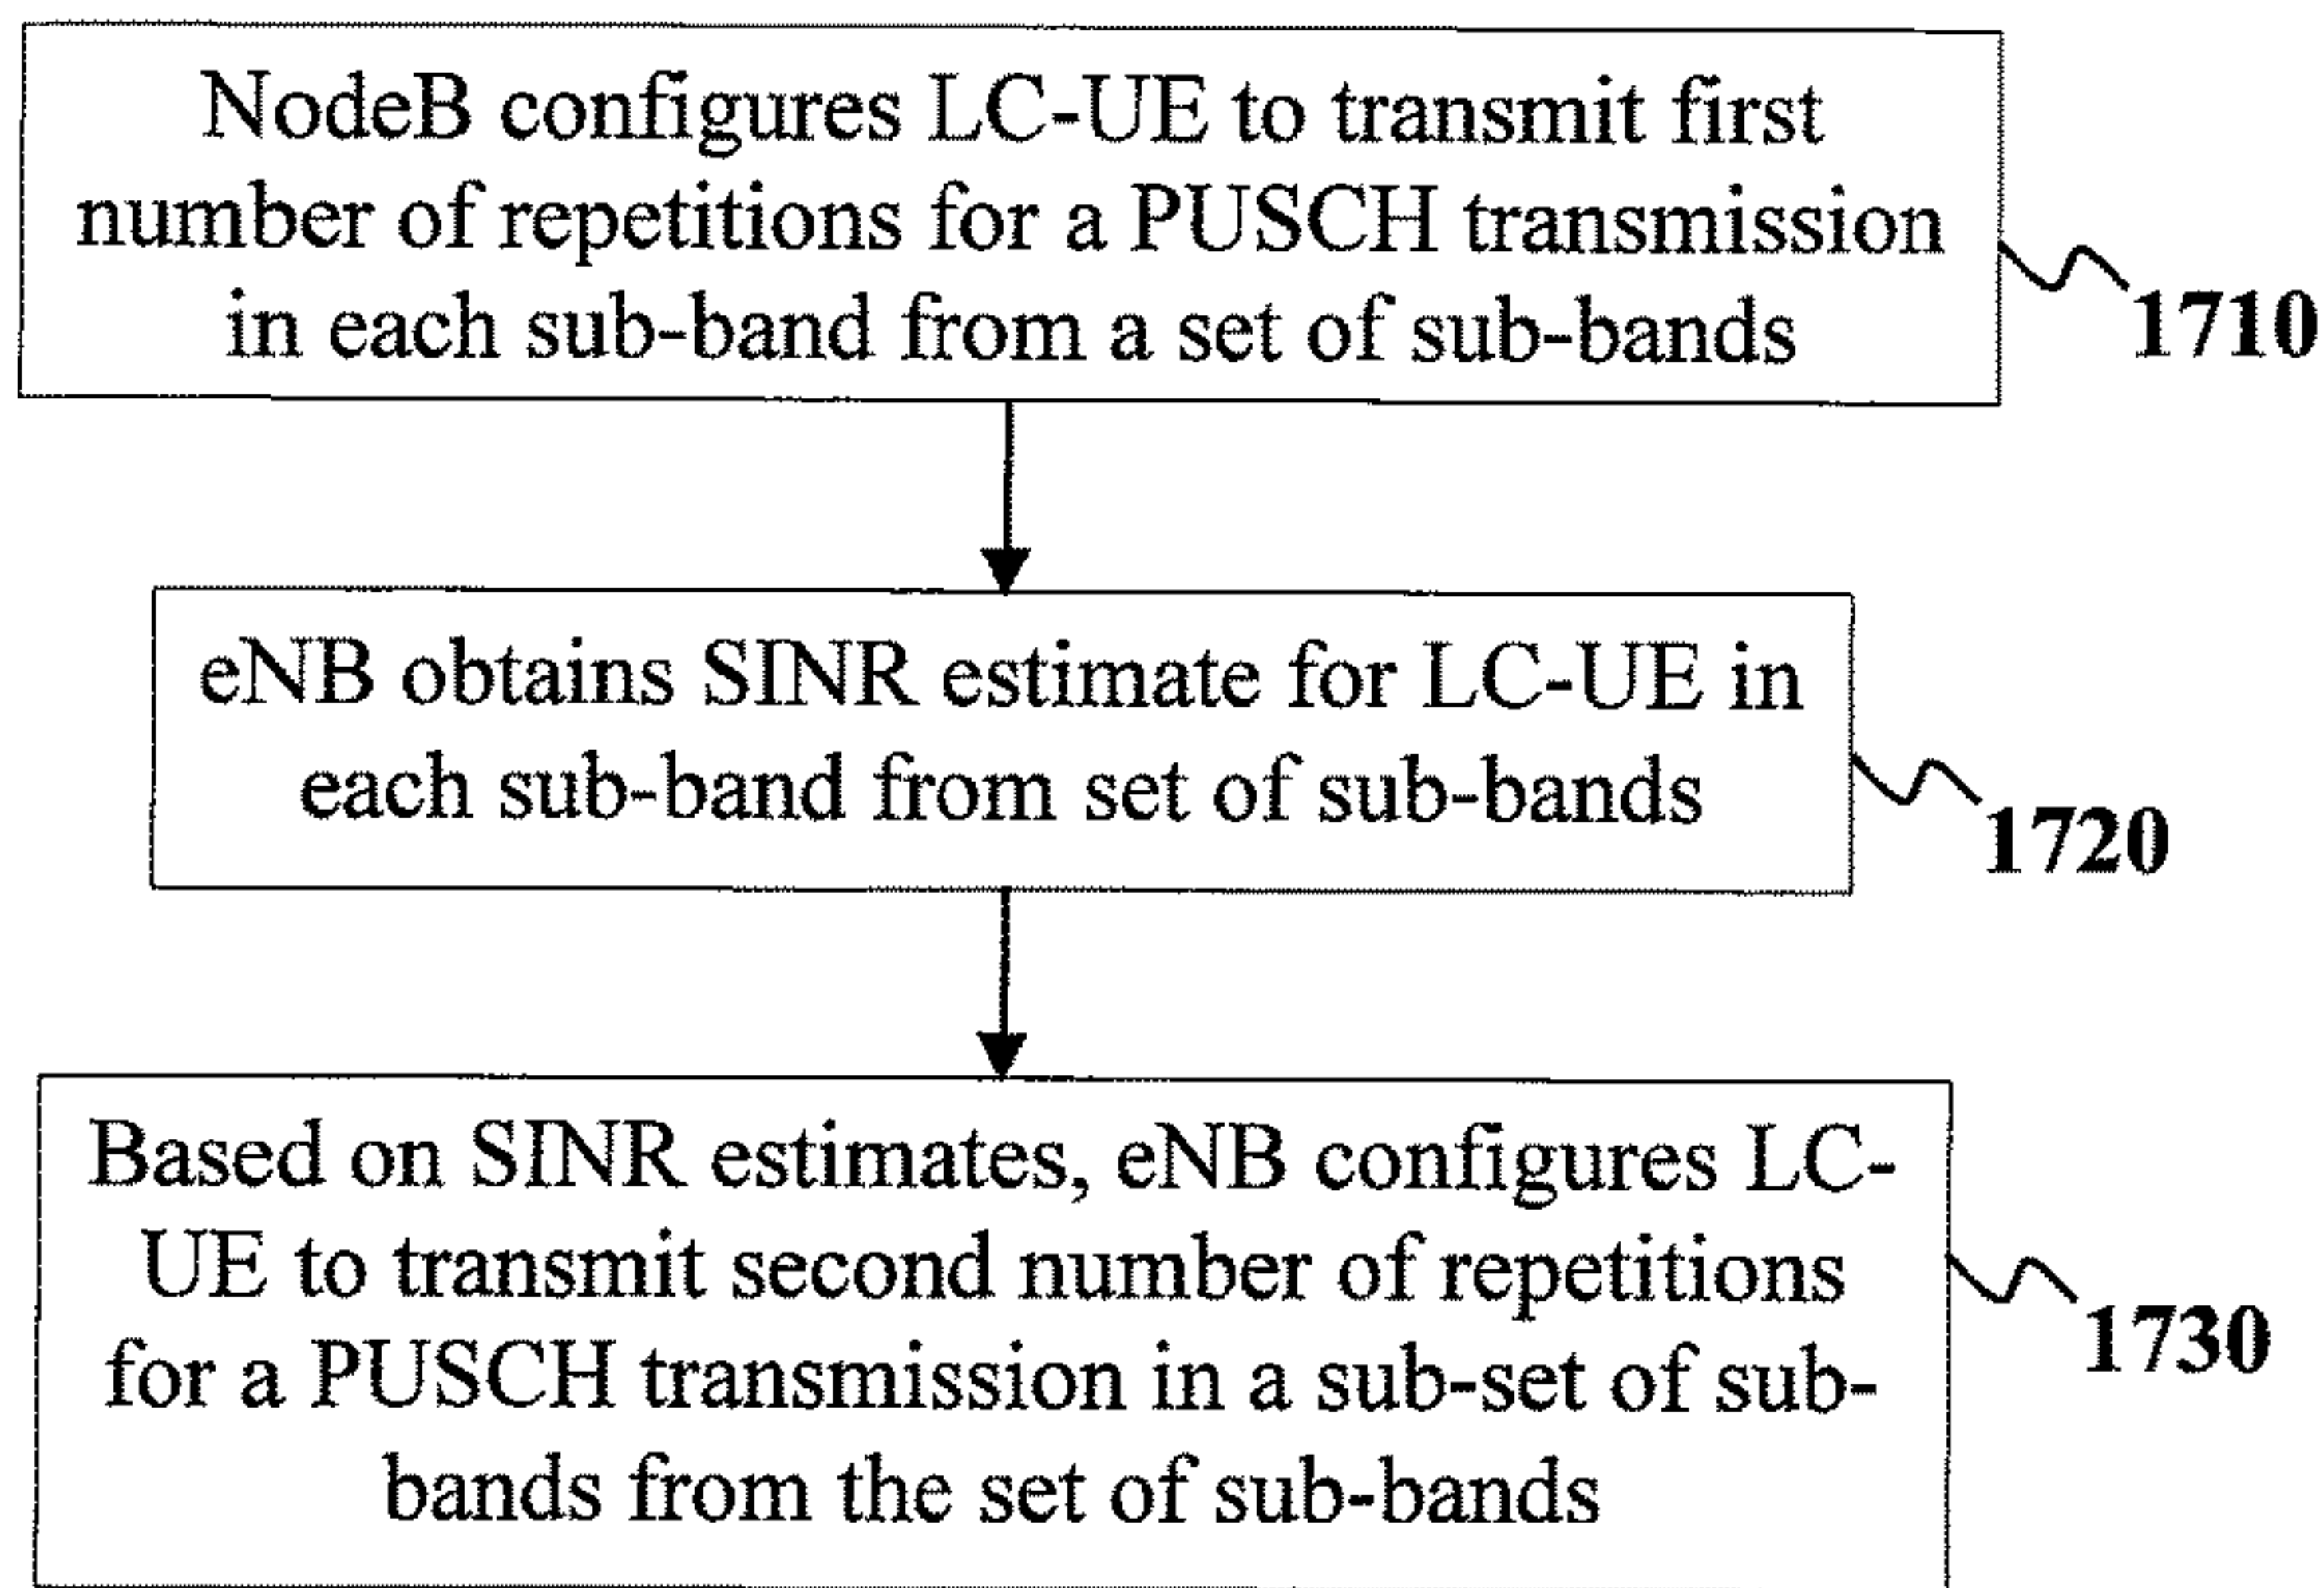 NodeB configures LC-UE to transmit first
number of repetitions for a PUSCH transmission
in each sub-band from a set of sub-bands
1710
eNB obtains SINR estimate for LC-UE in
each sub-band from set of sub-bands
1720
Based on SINR estimates, eNB configures LC-
UE to transmit second number of repetitions
for a PUSCH transmission in a sub-set of sub-
bands from the set of sub-bands
1730